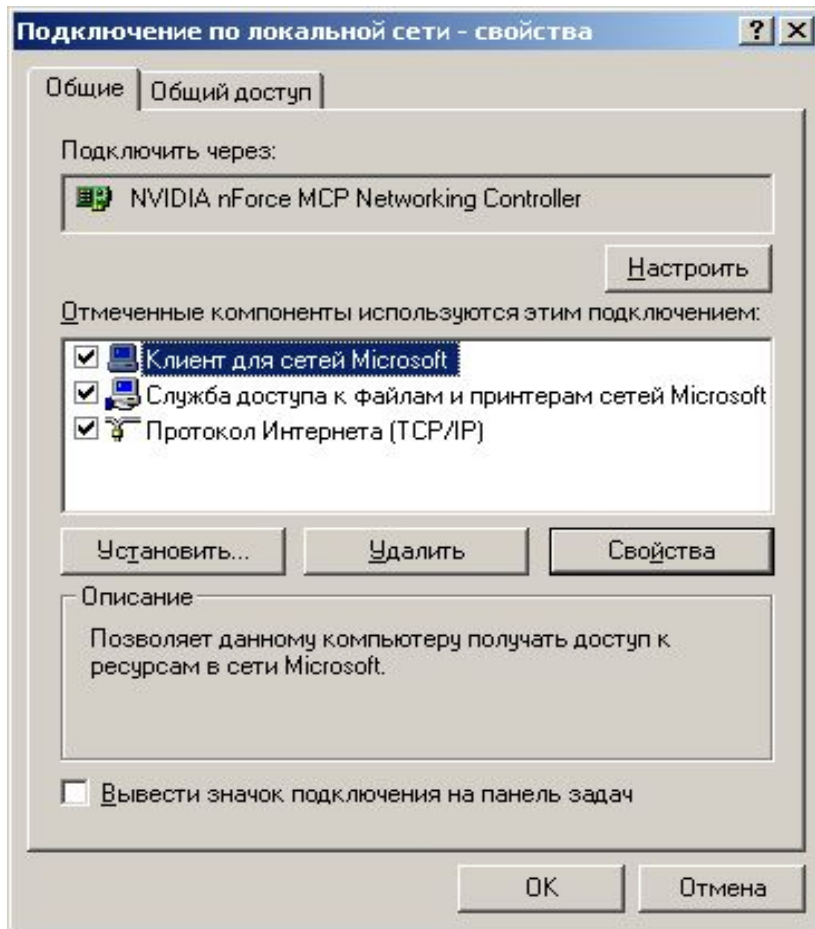 Подключение по локальной сети - свойства
Общие
Общий доступ
Подключить через:
NVIDIA nForce MCP Networking Controller
Настроить
Отмеченные компоненты используются этим подключением:
Клиент для сетей Microsoft
Служба доступа к файлам и принтерам сетей Microsoft
Протокол Интернета (TCP/IP)
Установить...
Удалить
Свойства
Описание
Позволяет данному компьютеру получать доступ к
ресурсам в сети Microsoft.
Вывести значок подключения на панель задач
OK
Отмена